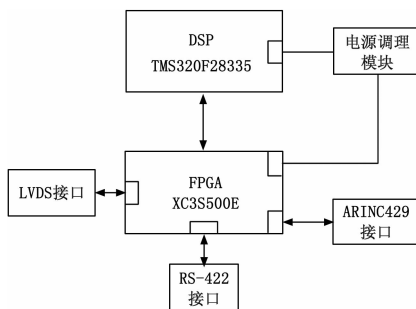 DSP
TMS320F28335
电源调理
模块
FPGA
XC3S500E
LVDS接口
ARINC429
接口
RS-422
接口